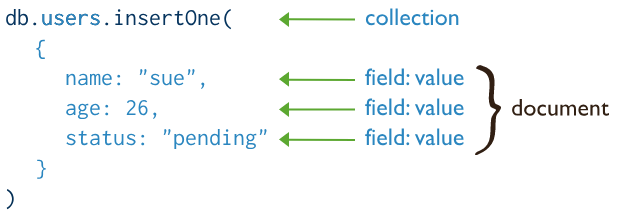 db.users.insertOne( collection
{
name: "sue", field: value
age: 26, field: value
document
status: "pending" field: value
}
)